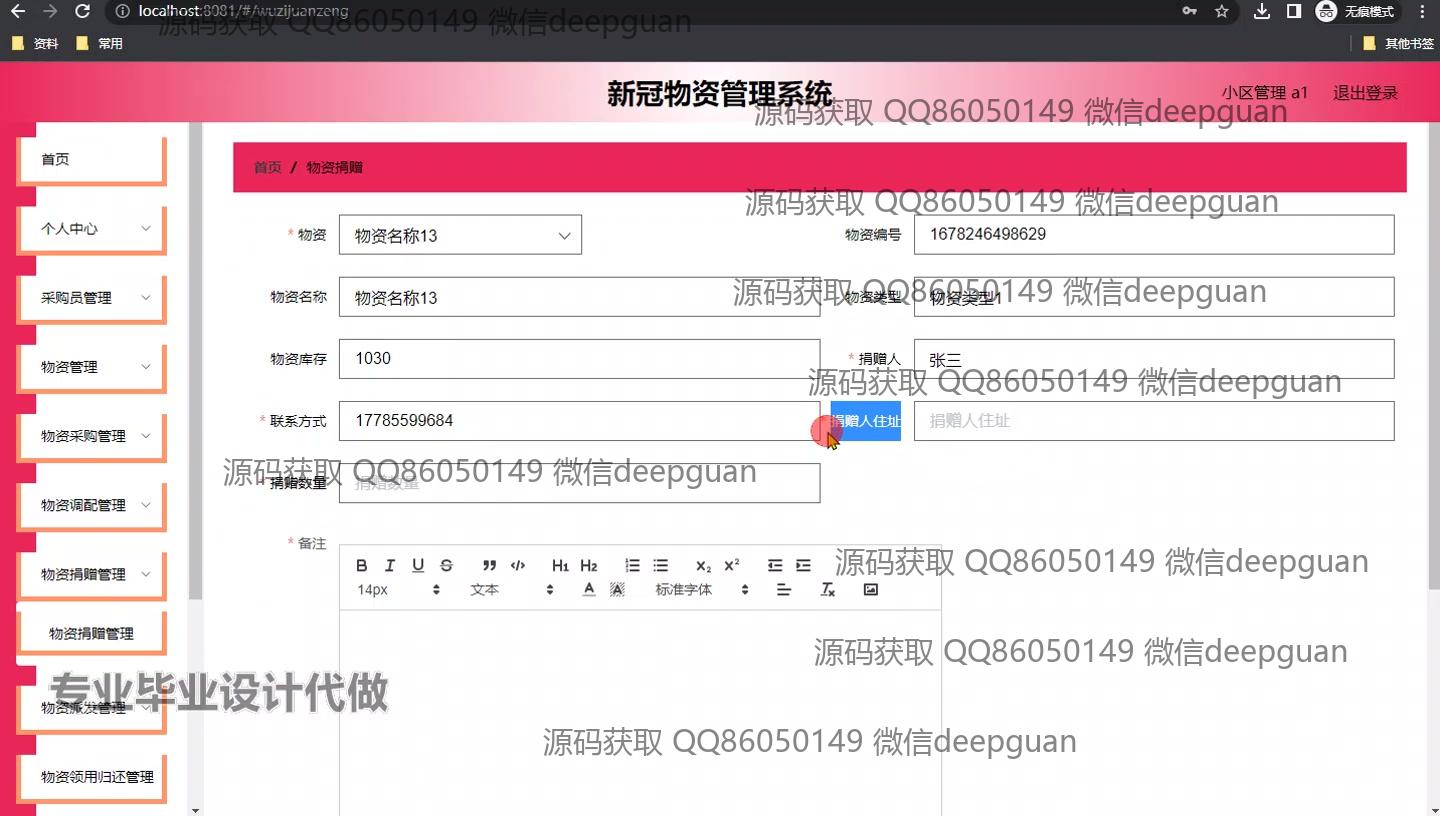 localhost:8081/#/wuzijuanzeng
无痕模式
资料
常用
其他书签
源码获取 QQ86050149 微信deepguan
新冠物资管理系统
小区管理 a1
退出登录
源码获取 QQ86050149 微信deepguan
首页
个人中心
采购员管理
物资管理
物资采购管理
物资调配管理
物资捐赠管理
物资捐赠管理
物资派发管理
物资领用归还管理
专业毕业设计代做
首页 / 物资捐赠
源码获取 QQ86050149 微信deepguan
* 物资
物资名称13
物资编号
1678246498629
源码获取 QQ86050149 微信deepguan
物资名称
物资名称13
物资类型
物资类型1
物资库存
1030
* 捐赠人
张三
源码获取 QQ86050149 微信deepguan
* 联系方式
17785599684
捐赠人住址
捐赠人住址
源码获取 QQ86050149 微信deepguan
* 捐赠数量
捐赠数量
* 备注
B I U S H1 H2 x₂ x²
14px
文本
A A
标准字体
Tx
源码获取 QQ86050149 微信deepguan
源码获取 QQ86050149 微信deepguan
源码获取 QQ86050149 微信deepguan